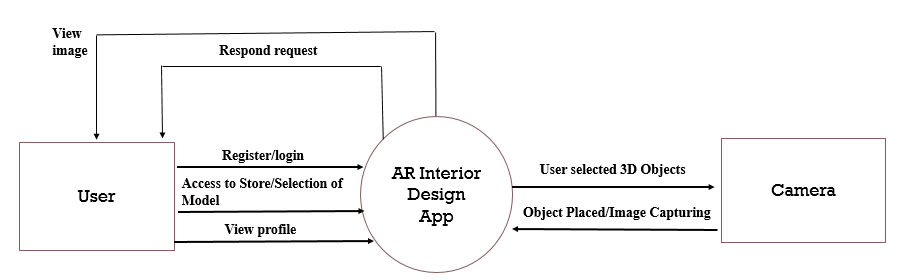 View
image
Respond request
Register/login
Access to Store/Selection of
Model
View profile
User
AR Interior
Design
App
User selected 3D Objects
Object Placed/Image Capturing
Camera